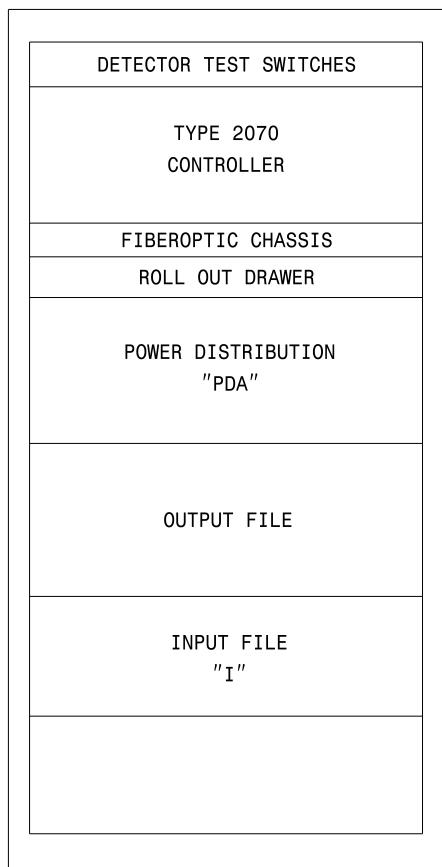 DETECTOR TEST SWITCHES
TYPE 2070
CONTROLLER
FIBEROPTIC CHASSIS
ROLL OUT DRAWER
POWER DISTRIBUTION
"PDA"
OUTPUT FILE
INPUT FILE
"I"